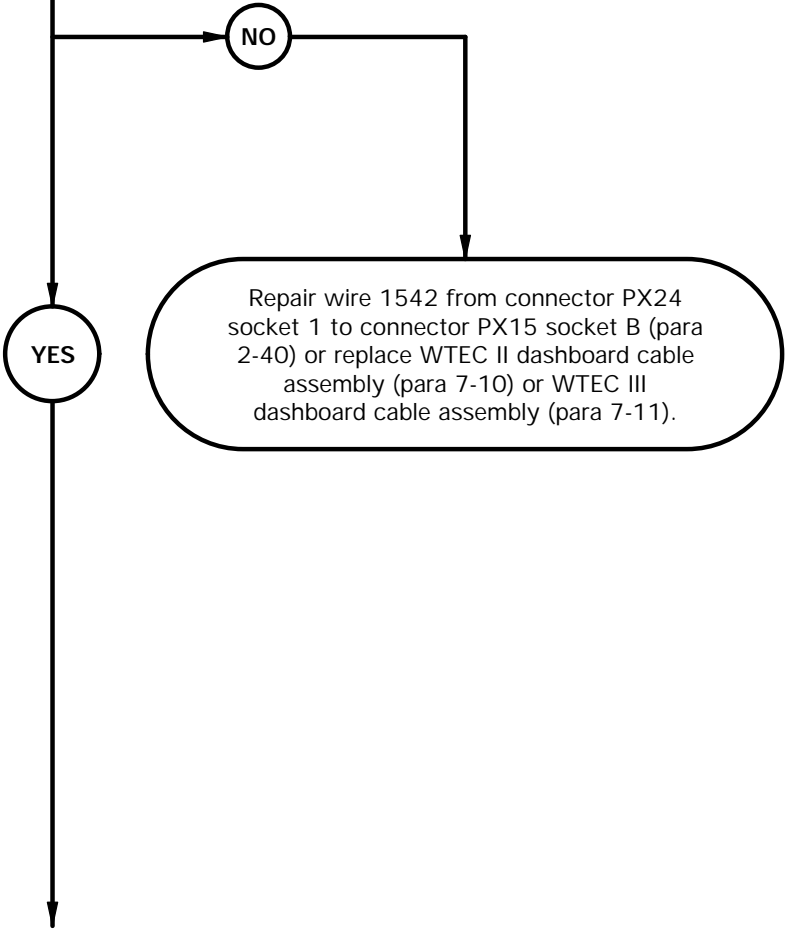 NO
YES
Repair wire 1542 from connector PX24
socket 1 to connector PX15 socket B (para
2-40) or replace WTEC II dashboard cable
assembly (para 7-10) or WTEC III
dashboard cable assembly (para 7-11).